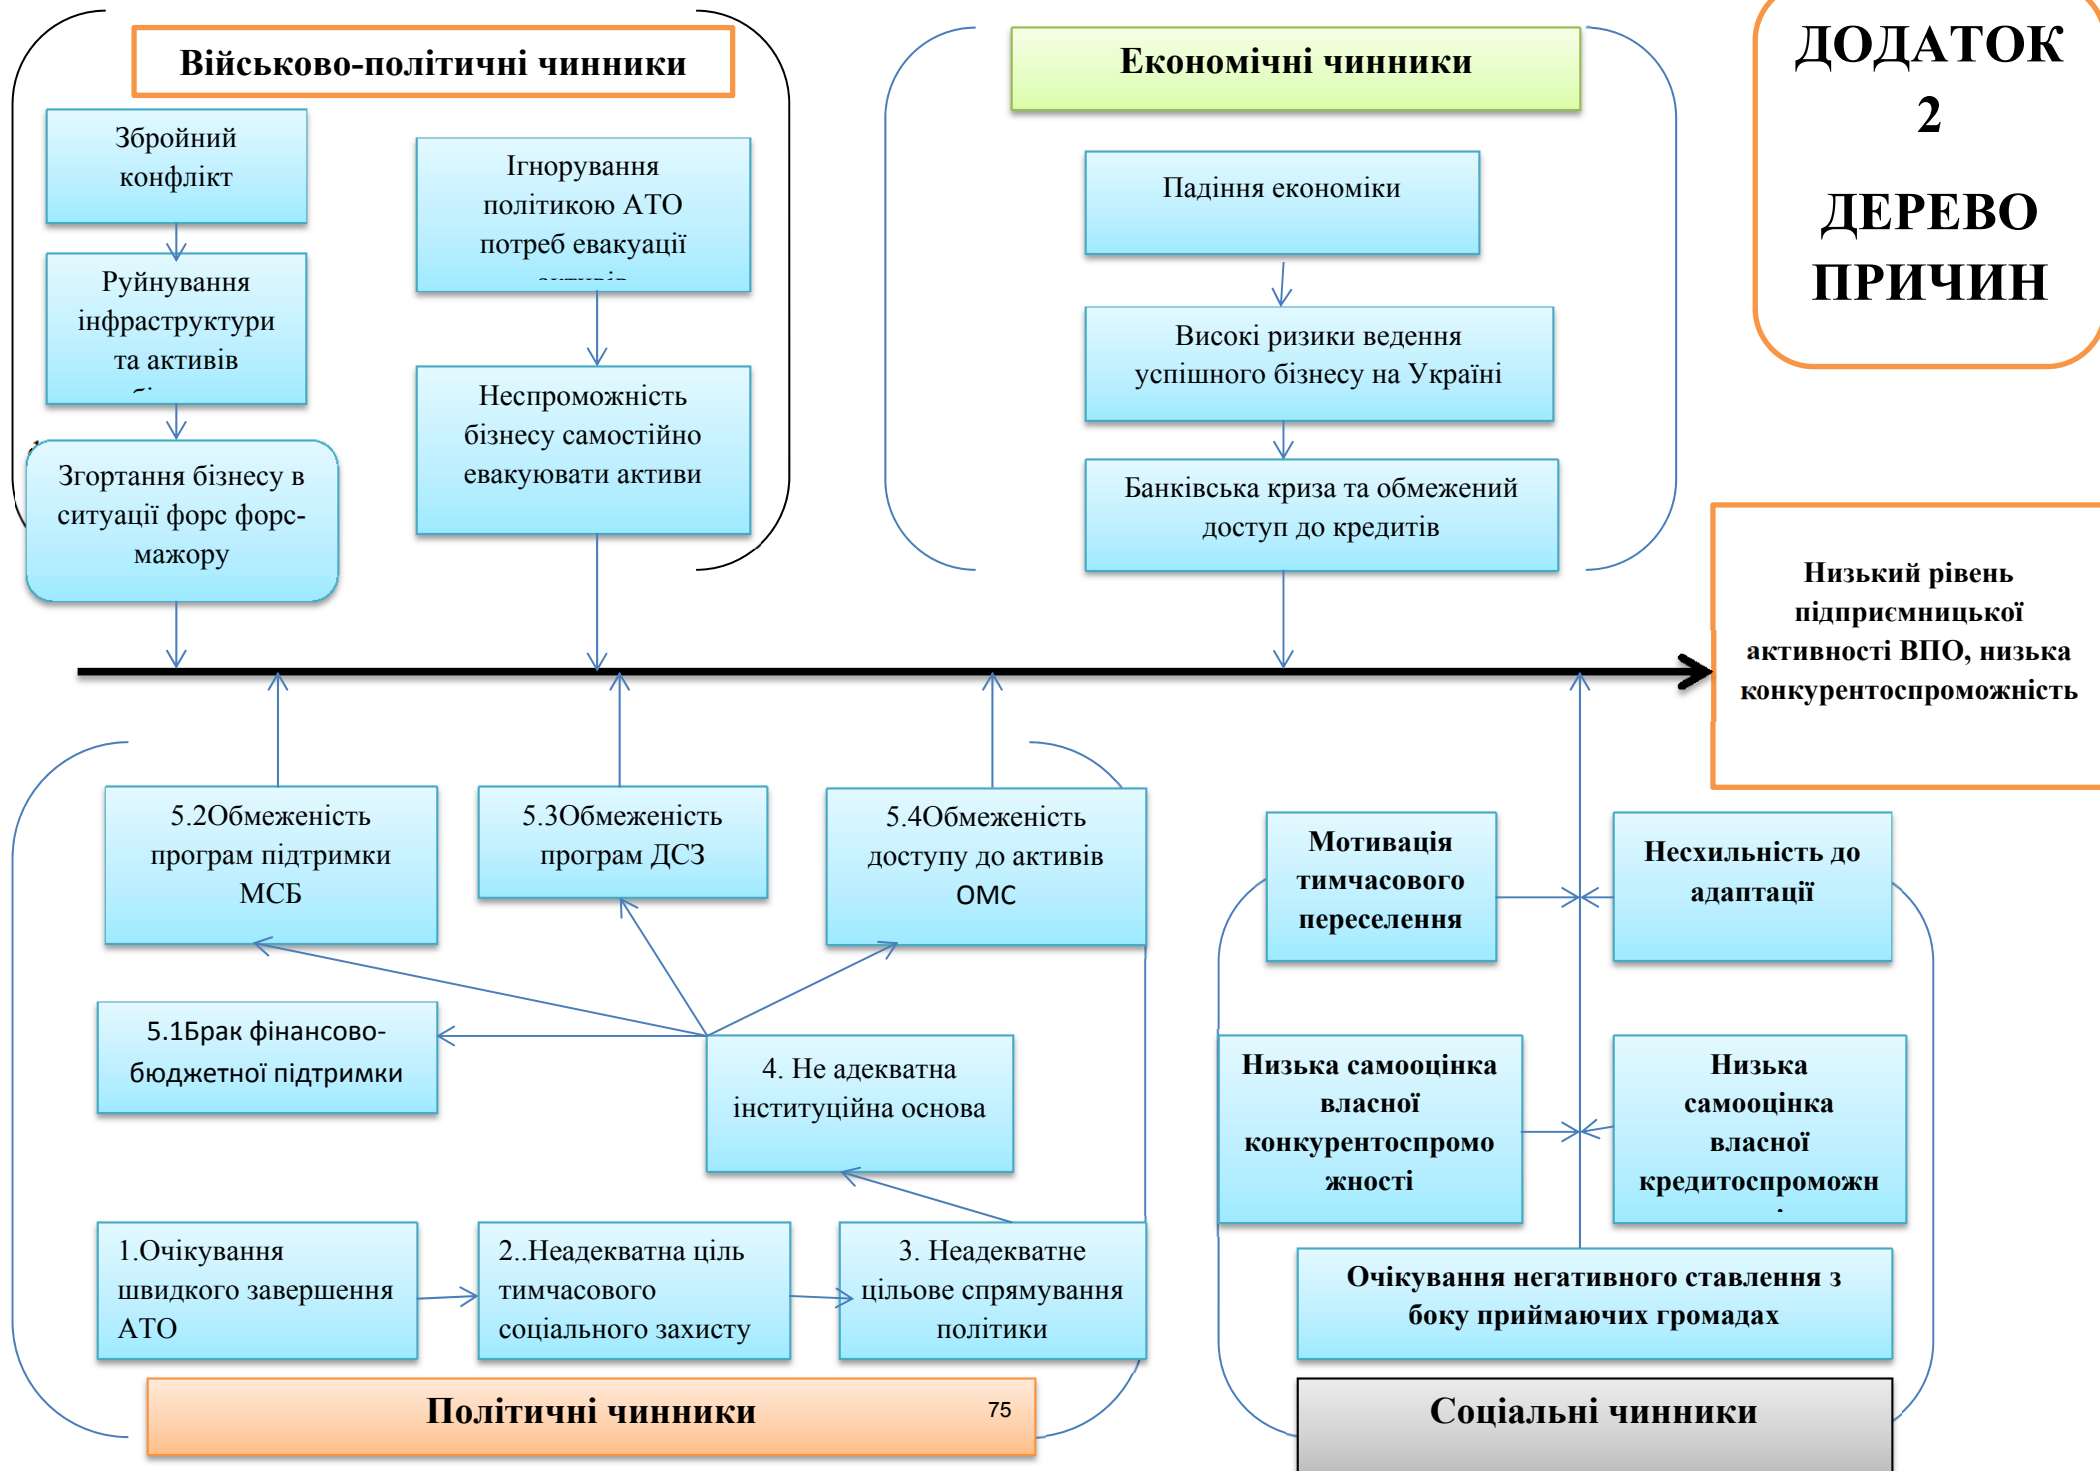 Військово-політичні чинники
Збройний
конфлікт
Руйнування
інфраструктури
та активів
Згортання бізнесу в
ситуації форс форс-
мажору
Ігнорування
політикою АТО
потреб евакуації
Неспроможність
бізнесу самостійно
евакуювати активи
Економічні чинники
Падіння економіки
Високі ризики ведення
успішного бізнесу на Україні
Банківська криза та обмежений
доступ до кредитів
ДОДАТОК
2
ДЕРЕВО
ПРИЧИН
Низький рівень
підприємницької
активності ВПО, низька
конкурентоспроможність
5.2Обмеженість
програм підтримки
МСБ
5.3Обмеженість
програм ДСЗ
5.4Обмеженість
доступу до активів
ОМС
5.1Брак фінансово-
бюджетної підтримки
4. Не адекватна
інституційна основа
1.Очікування
швидкого завершення
АТО
2..Неадекватна ціль
тимчасового
соціального захисту
3. Неадекватне
цільове спрямування
політики
Політичні чинники
75
Мотивація
тимчасового
переселення
Несхильність до
адаптації
Низька самооцінка
власної
конкурентоспромо
жності
Низька
самооцінка
власної
кредитоспроможн
Очікування негативного ставлення з
боку приймаючих громадах
Соціальні чинники